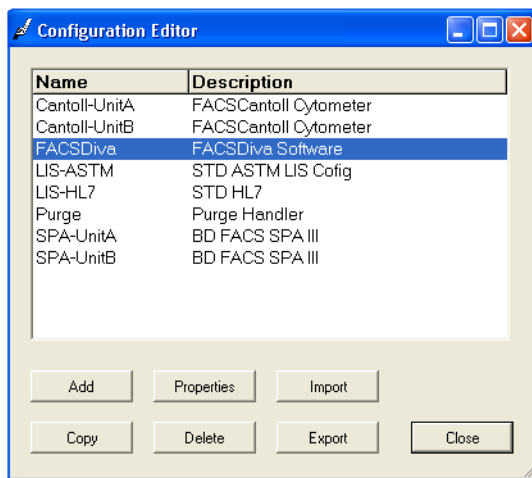 Configuration Editor
Name Description
CantoII-UnitA FACSCantoII Cytometer
CantoII-UnitB FACSCantoII Cytometer
FACSDiva FACSDiva Software
LIS-ASTM STD ASTM LIS Cofig
LIS-HL7 STD HL7
Purge Purge Handler
SPA-UnitA BD FACS SPA III
SPA-UnitB BD FACS SPA III
Add Properties Import
Copy Delete Export Close